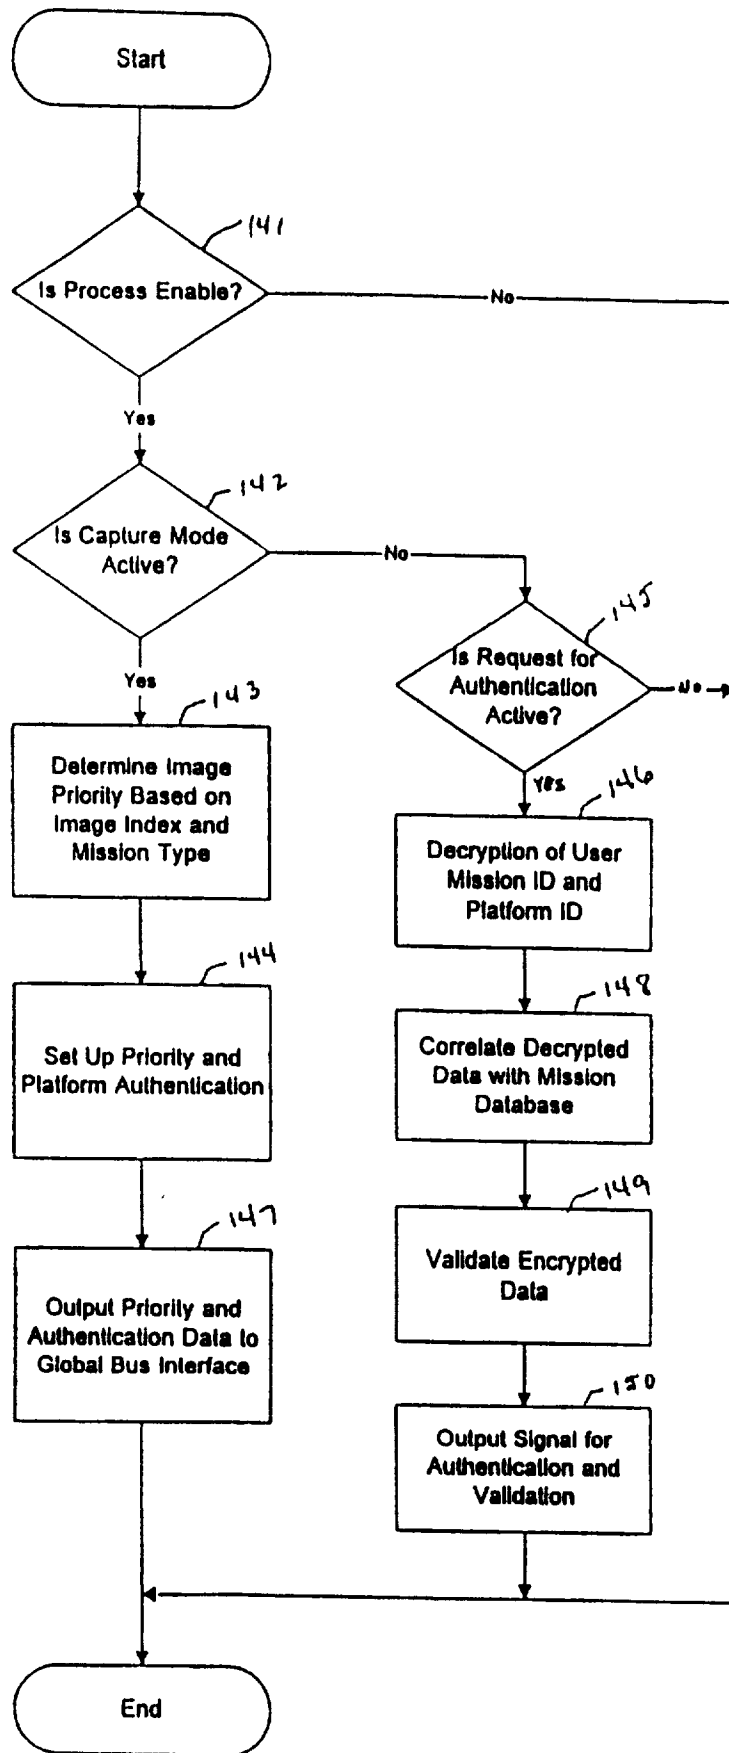 Start
141
Is Process Enable?
No
Yes
142
Is Capture Mode
Active?
No
145
Is Request for
Authentication
Active?
No
Yes
143
Determine Image
Priority Based on
Image Index and
Mission Type
YES
146
Decryption of User
Mission ID and
Platform ID
144
Set Up Priority and
Platform Authentication
148
Correlate Decrypted
Data with Mission
Database
147
Output Priority and
Authentication Data to
Global Bus Interface
149
Validate Encrypted
Data
150
Output Signal for
Authentication and
Validation
End